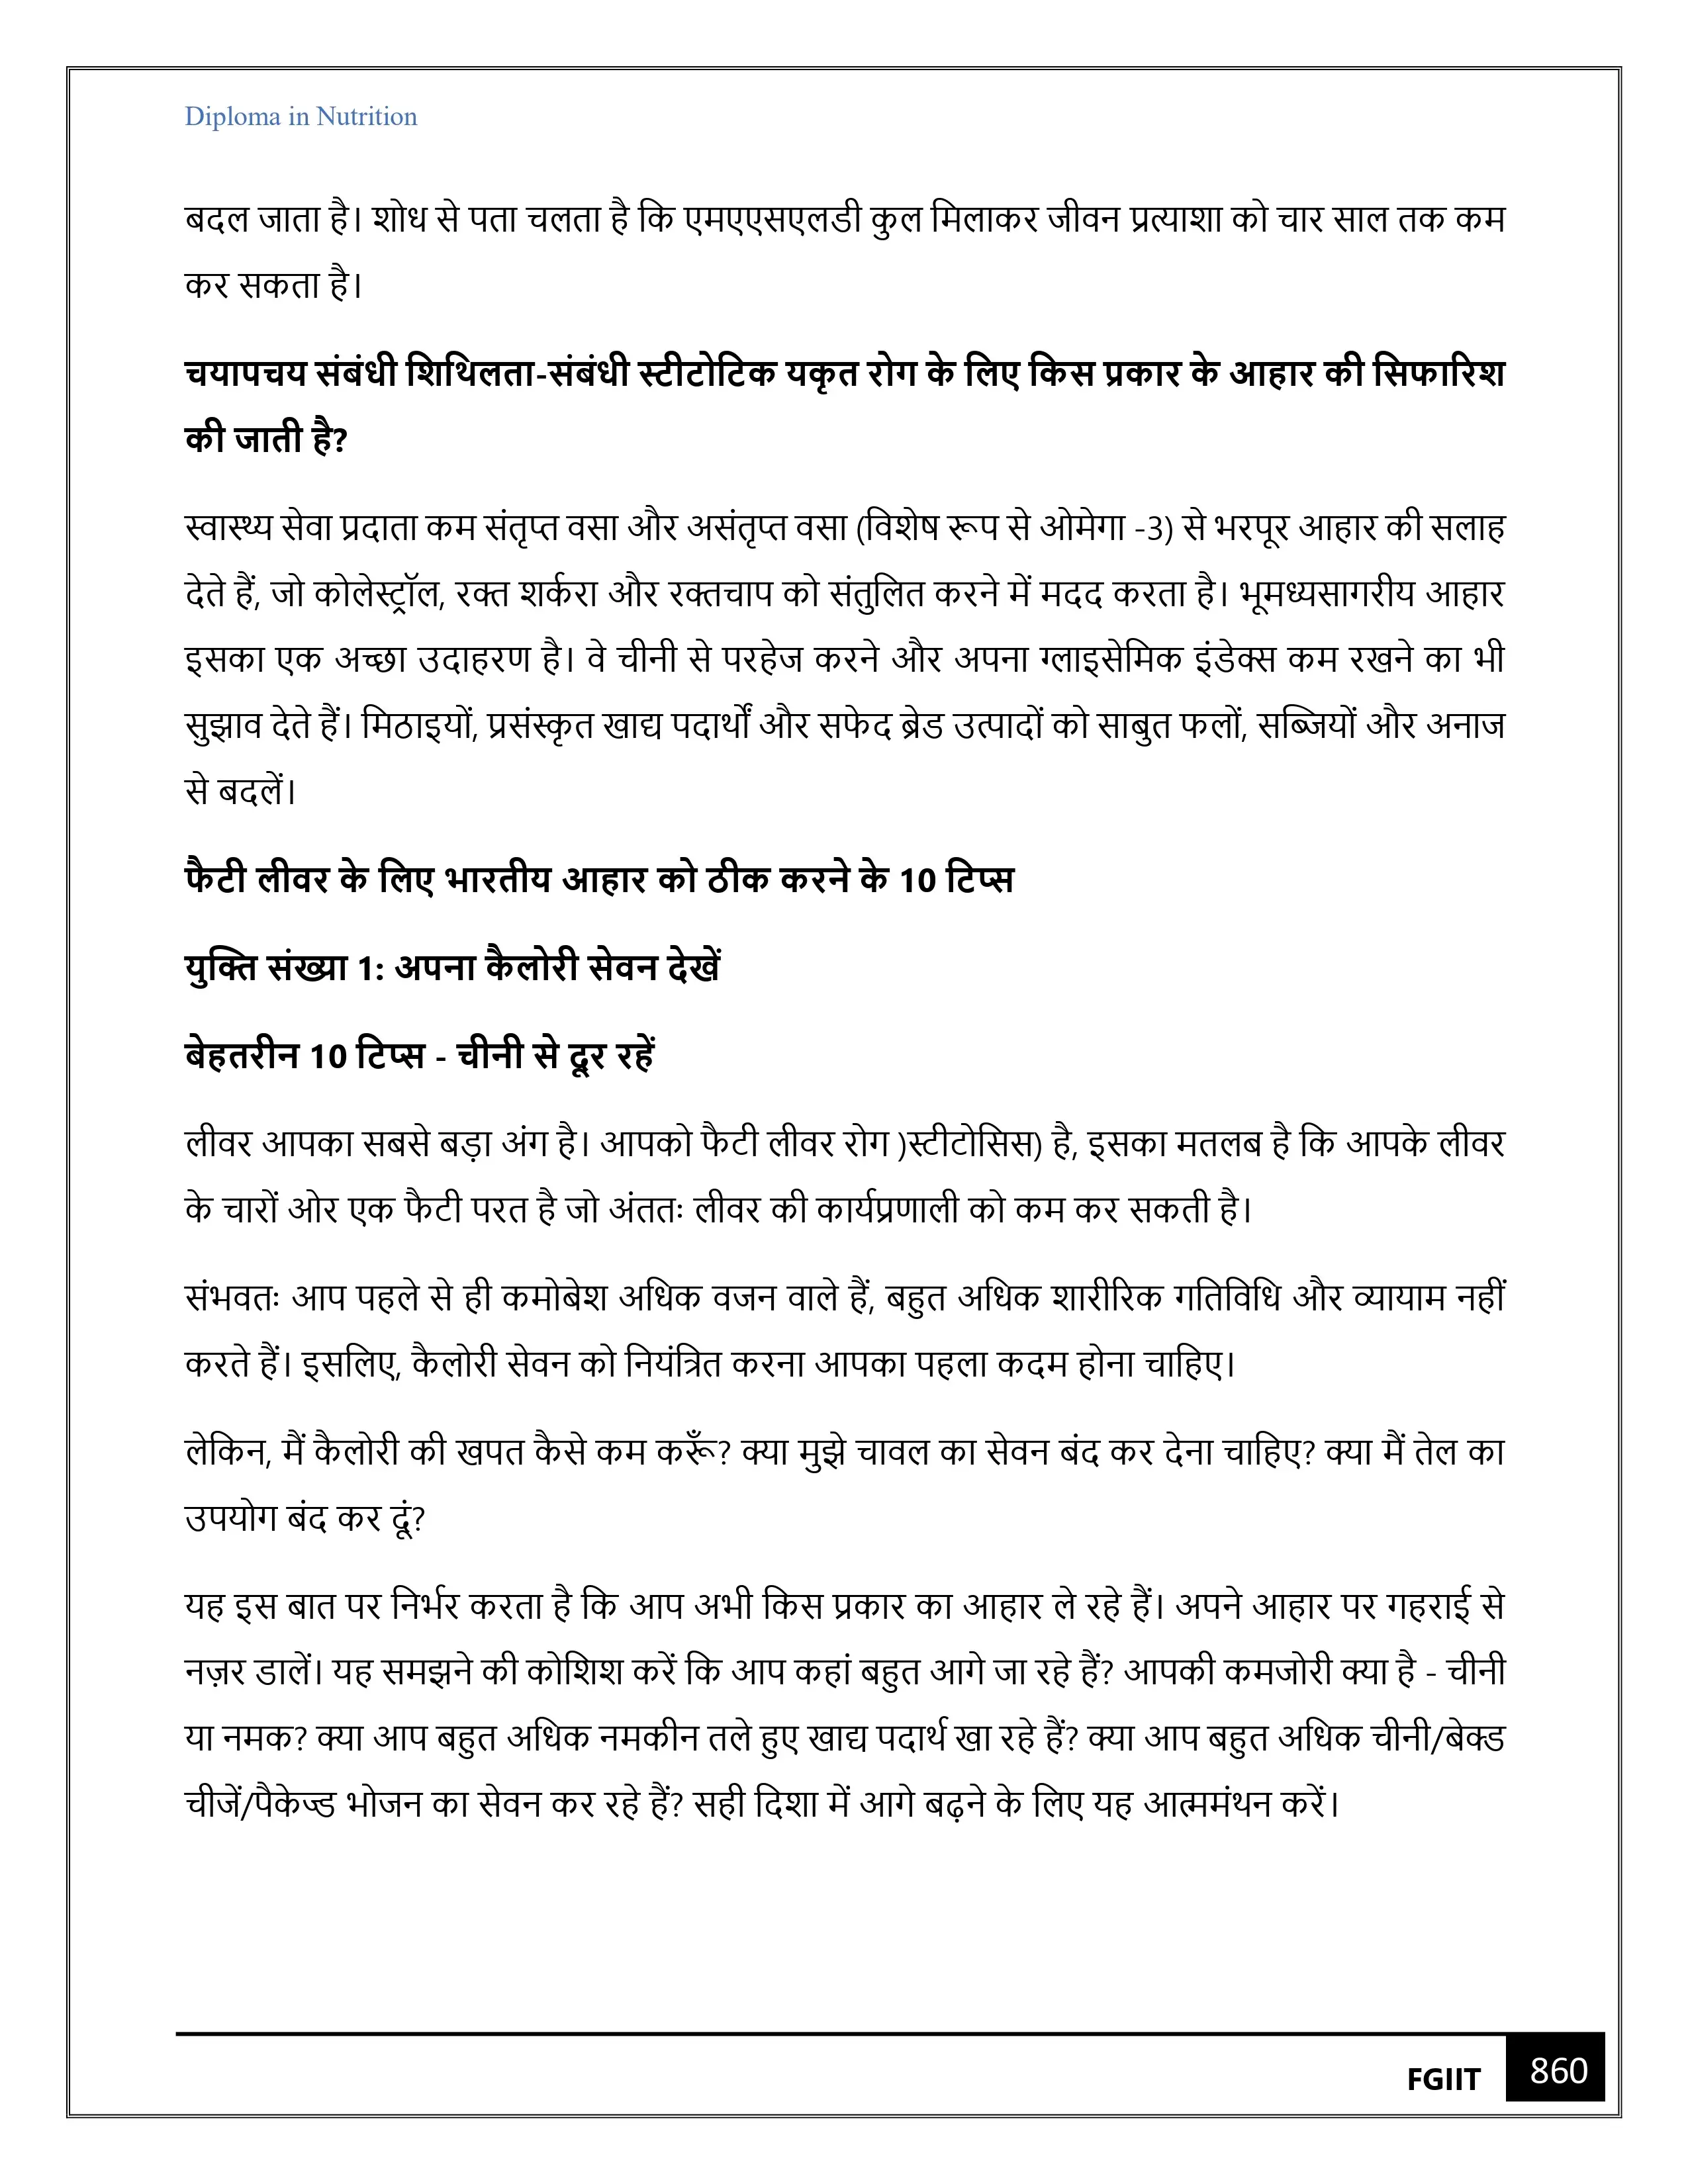 Diploma in Nutrition
बदल जाता है। शोध से पता चलता है कि एमएएसएलडी कुल मिलाकर जीवन प्रत्याशा को चार साल तक कम
कर सकता है।
चयापचय संबंधी शिथिलता-संबंधी स्टीटोटिक यकृत रोग के लिए किस प्रकार के आहार की सिफारिश
की जाती है?
स्वास्थ्य सेवा प्रदाता कम संतृप्त वसा और असंतृप्त वसा (विशेष रूप से ओमेगा -3) से भरपूर आहार की सलाह
देते हैं, जो कोलेस्ट्रॉल, रक्त शर्करा और रक्तचाप को संतुलित करने में मदद करता है। भूमध्यसागरीय आहार
इसका एक अच्छा उदाहरण है। वे चीनी से परहेज करने और अपना ग्लाइसेमिक इंडेक्स कम रखने का भी
सुझाव देते हैं। मिठाइयों, प्रसंस्कृत खाद्य पदार्थों और सफेद ब्रेड उत्पादों को साबुत फलों, सब्जियों और अनाज
से बदलें।
फैटी लीवर के लिए भारतीय आहार को ठीक करने के 10 टिप्स
युक्ति संख्या 1: अपना कैलोरी सेवन देखें
बेहतरीन 10 टिप्स - चीनी से दूर रहें
लीवर आपका सबसे बड़ा अंग है। आपको फैटी लीवर रोग )स्टीटोसिस) है, इसका मतलब है कि आपके लीवर
के चारों ओर एक फैटी परत है जो अंततः लीवर की कार्यप्रणाली को कम कर सकती है।
संभवतः आप पहले से ही कमोबेश अधिक वजन वाले हैं, बहुत अधिक शारीरिक गतिविधि और व्यायाम नहीं
करते हैं। इसलिए, कैलोरी सेवन को नियंत्रित करना आपका पहला कदम होना चाहिए।
लेकिन, मैं कैलोरी की खपत कैसे कम करूँ? क्या मुझे चावल का सेवन बंद कर देना चाहिए? क्या मैं तेल का
उपयोग बंद कर दूं?
यह इस बात पर निर्भर करता है कि आप अभी किस प्रकार का आहार ले रहे हैं। अपने आहार पर गहराई से
नज़र डालें। यह समझने की कोशिश करें कि आप कहां बहुत आगे जा रहे हैं? आपकी कमजोरी क्या है - चीनी
या नमक? क्या आप बहुत अधिक नमकीन तले हुए खाद्य पदार्थ खा रहे हैं? क्या आप बहुत अधिक चीनी/बेक्ड
चीजें/पैकेज्ड भोजन का सेवन कर रहे हैं? सही दिशा में आगे बढ़ने के लिए यह आत्ममंथन करें।
FGIIT 860